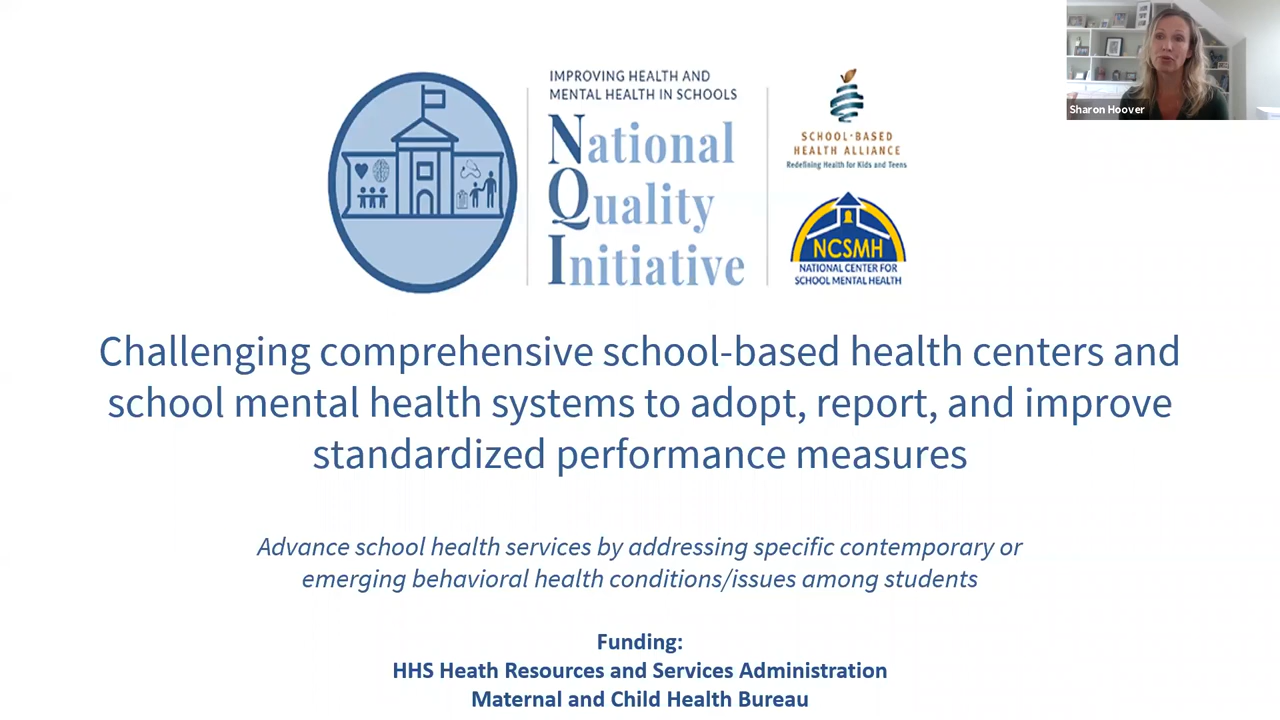 IMPROVING HEALTH AND
MENTAL HEALTH IN SCHOOLS
National
Quality
Initiative
SCHOOL-BASED
HEALTH ALLIANCE
Redefining Health for Kids and Teens
NCSMH
NATIONAL CENTER FOR
SCHOOL MENTAL HEALTH
Sharon Hoover
Challenging comprehensive school-based health centers and
school mental health systems to adopt, report, and improve
standardized performance measures
Advance school health services by addressing specific contemporary or
emerging behavioral health conditions/issues among students
Funding:
HHS Heath Resources and Services Administration
Maternal and Child Health Bureau